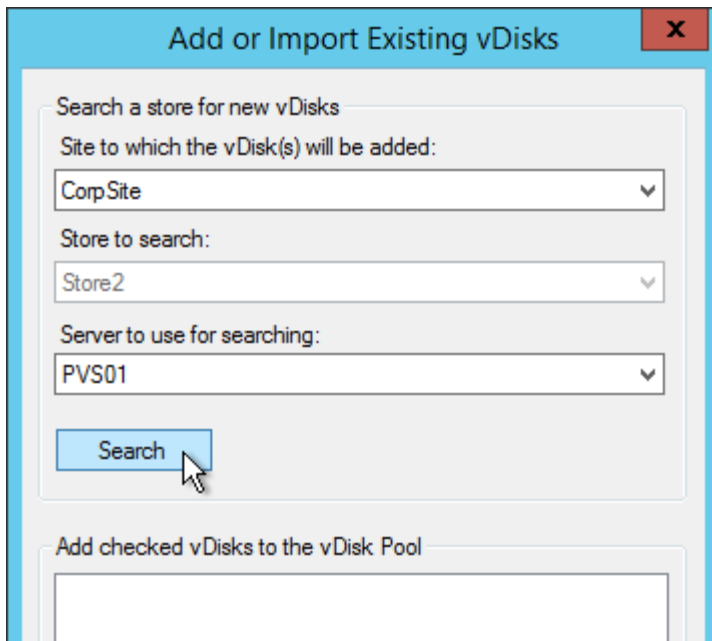 Add or Import Existing vDisks
x
Search a store for new vDisks
Site to which the vDisk(s) will be added:
CorpSite
Store to search:
Store2
Server to use for searching:
PVS01
Search
Add checked vDisks to the vDisk Pool